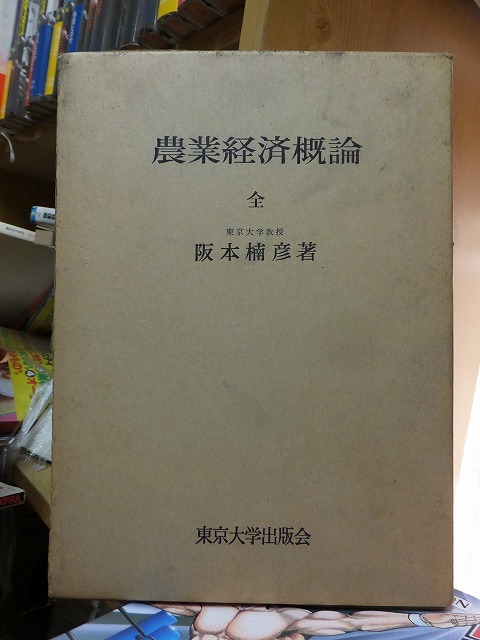 農業経済概論
全
東京大学教授
阪本楠彦著
東京大学出版会